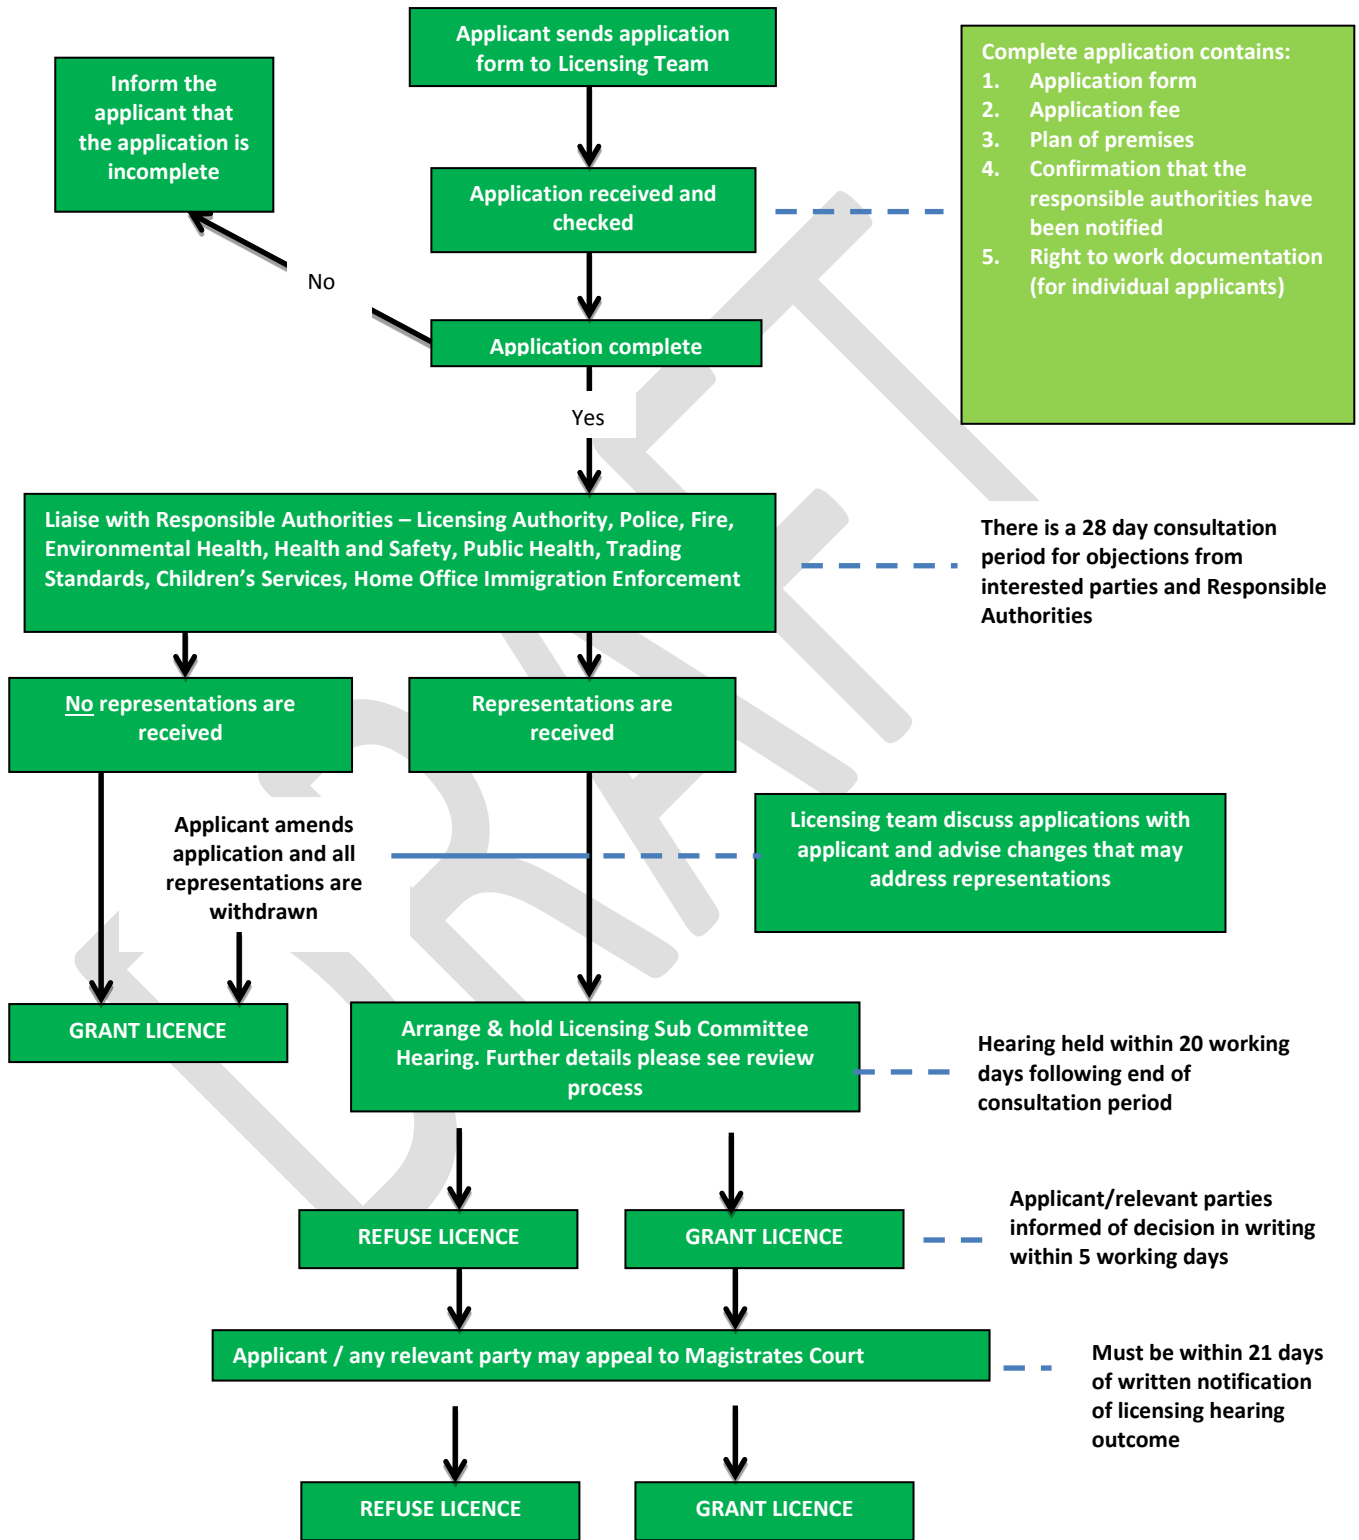 Applicant sends application
form to Licensing Team
Inform the
applicant that
the application is
incomplete
Complete application contains:
1. Application form
2. Application fee
3. Plan of premises
4. Confirmation that the
responsible authorities have
been notified
5. Right to work documentation
(for individual applicants)
Application received and
checked
No
Application complete
Yes
Liaise with Responsible Authorities – Licensing Authority, Police, Fire,
Environmental Health, Health and Safety, Public Health, Trading
Standards, Children’s Services, Home Office Immigration Enforcement
There is a 28 day consultation
period for objections from
interested parties and Responsible
Authorities
No representations are
received
Representations are
received
Applicant amends
application and all
representations are
withdrawn
Licensing team discuss applications with
applicant and advise changes that may
address representations
GRANT LICENCE
Arrange & hold Licensing Sub Committee
Hearing. Further details please see review
process
Hearing held within 20 working
days following end of
consultation period
REFUSE LICENCE
GRANT LICENCE
Applicant/relevant parties
informed of decision in writing
within 5 working days
Applicant / any relevant party may appeal to Magistrates Court
Must be within 21 days
of written notification
of licensing hearing
outcome
REFUSE LICENCE
GRANT LICENCE
DRAFT